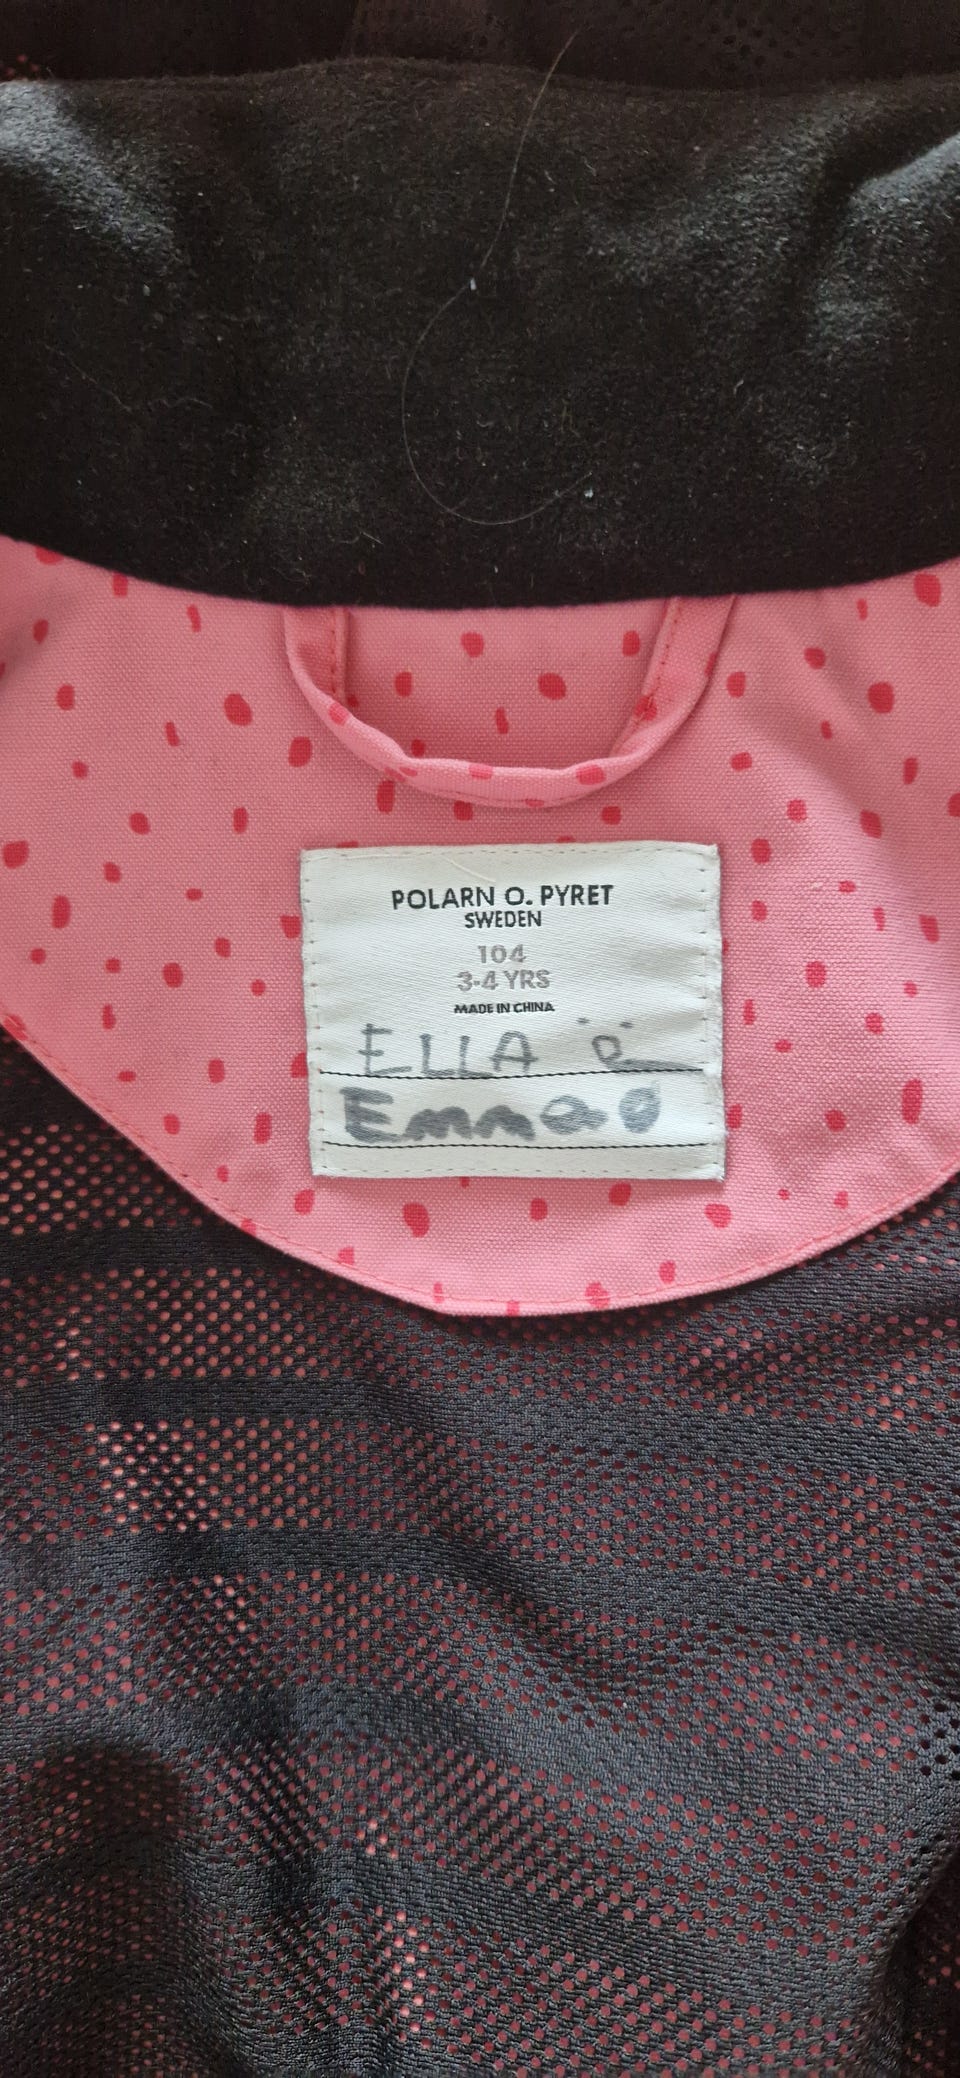 POLARN O. PYRET
SWEDEN
104
3-4 YRS
MADE IN CHINA
ELLA
Emma